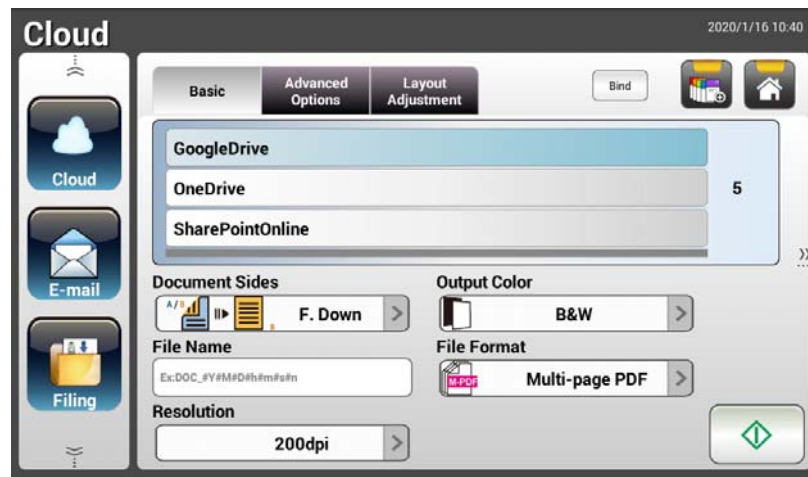 Cloud
2020/1/16 10:40
Basic
Advanced
Options
Layout
Adjustment
Bind
Cloud
E-mail
Filing
GoogleDrive
OneDrive
SharePointOnline
5
Document Sides
A/B
F. Down
Output Color
B&W
File Name
Ex:DOC_#Y#M#D#h#m#s#n
File Format
M-PDF
Multi-page PDF
Resolution
200dpi